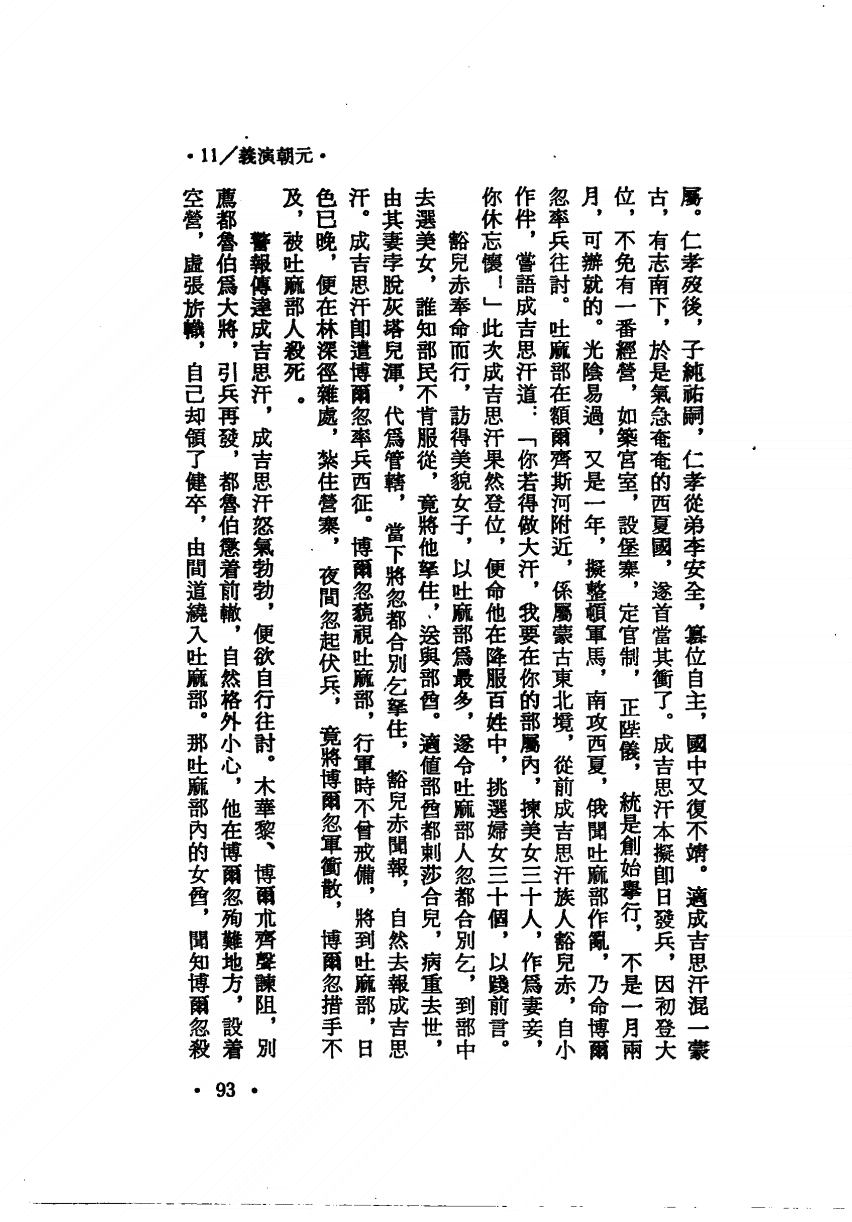 ·11/義演朝元·
屬。仁孝歿後，子純祐嗣，仁孝從弟李安全，篡位自主，國中又復不靖。適成吉思汗混一蒙
古，有志南下，於是氣急奄奄的西夏國，遂首當其衝了。成吉思汗本擬卽日發兵，因初登大
位，不免有一番經營，如築宮室，設堡寨，定官制，正陛儀，統是創始舉行，不是一月兩
月，可辦就的。光陰易過，又是一年，擬整頓軍馬，南攻西夏，俄聞吐麻部作亂，乃命博爾
忽率兵往討。吐麻部在額爾齊斯河附近，係屬蒙古東北境，從前成吉思汗族人豁兒赤，自小
作伴，嘗語成吉思汗道：「你若得做大汗，我要在你的部屬內，揀美女三十人，作爲妻妾，
你休忘懷！」此次成吉思汗果然登位，便命他在降服百姓中，挑選婦女三十個，以踐前言。
豁兒赤奉命而行，訪得美貌女子，以吐麻部爲最多，遂令吐麻部人忽都合別乞，到部中
去選美女，誰知部民不肯服從，竟將他拏住，送與部酋。適值部酋都剌莎合兒，病重去世，
由其妻孛脫灰塔兒渾，代爲管轄，當下將忽都合別乞拏住，豁兒赤聞報，自然去報成吉思
汗。成吉思汗卽遣博爾忽率兵西征。博爾忽藐視吐麻部，行軍時不曾戒備，將到吐麻部，日
色已晚，便在林深徑雜處，紮住營寨，夜間忽起伏兵，竟將博爾忽軍衝散，博爾忽措手不
及，被吐麻部人殺死。
警報傳達成吉思汗，成吉思汗怒氣勃勃，便欲自行往討。木華黎、博爾朮齊聲諫阻，別
薦都魯伯爲大將，引兵再發，都魯伯懲着前轍，自然格外小心，他在博爾忽殉難地方，設着
空營，虛張旂幟，自己却領了健卒，由間道繞入吐麻部。那吐麻部內的女酋，聞知博爾忽殺
·93·